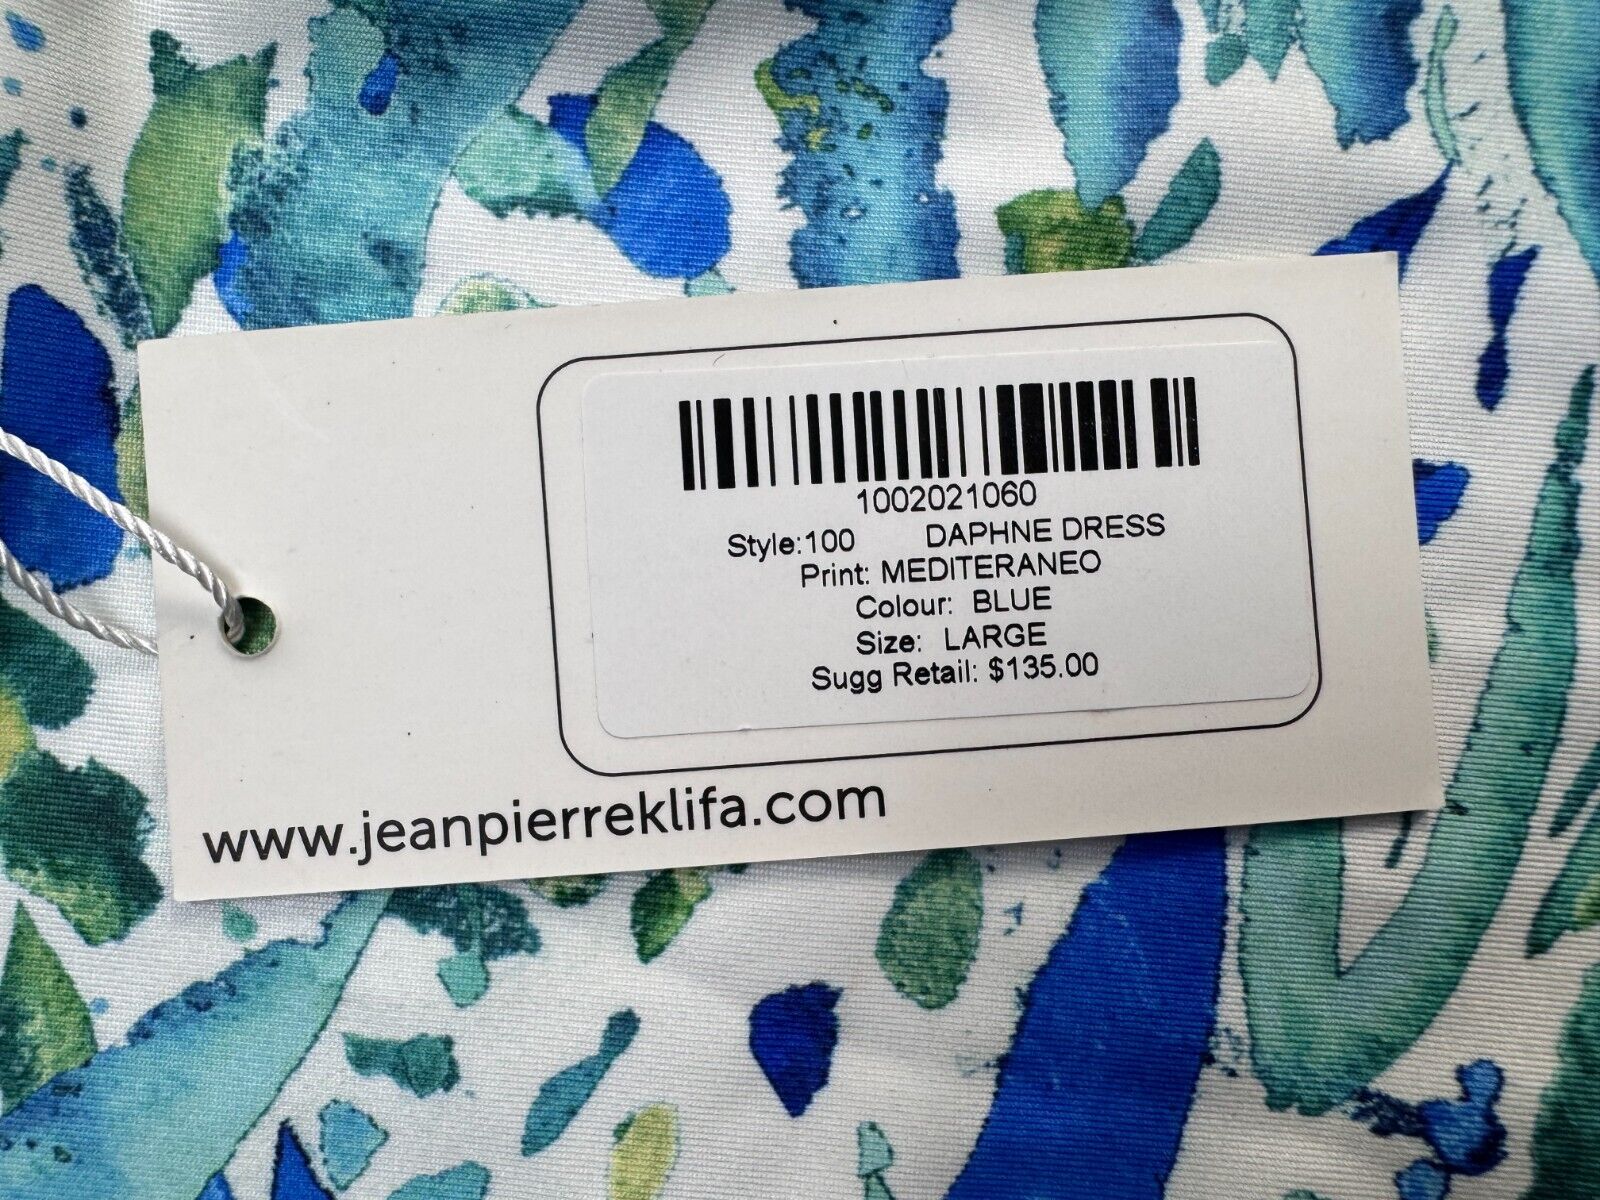 1002021060
Style:100 DAPHNE DRESS
Print: MEDITERANEO
Colour: BLUE
Size: LARGE
Sugg Retail: $135.00
www.jeanpierreklifa.com